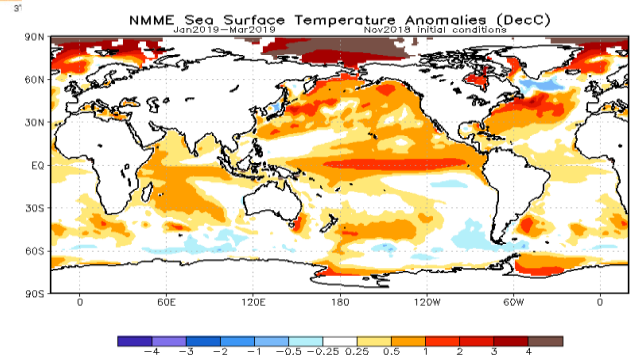 3'
NMME Sea Surface Temperature Anomalies (DecC)
Jan2019–Mar2019 Nov2018 initial conditions
90N
60N
30N
EQ
30S
60S
90S
0 60E 120E 180 120W 60W 0
−4 −3 −2 −1 −0.5 −0.25 0.25 0.5 1 2 3 4